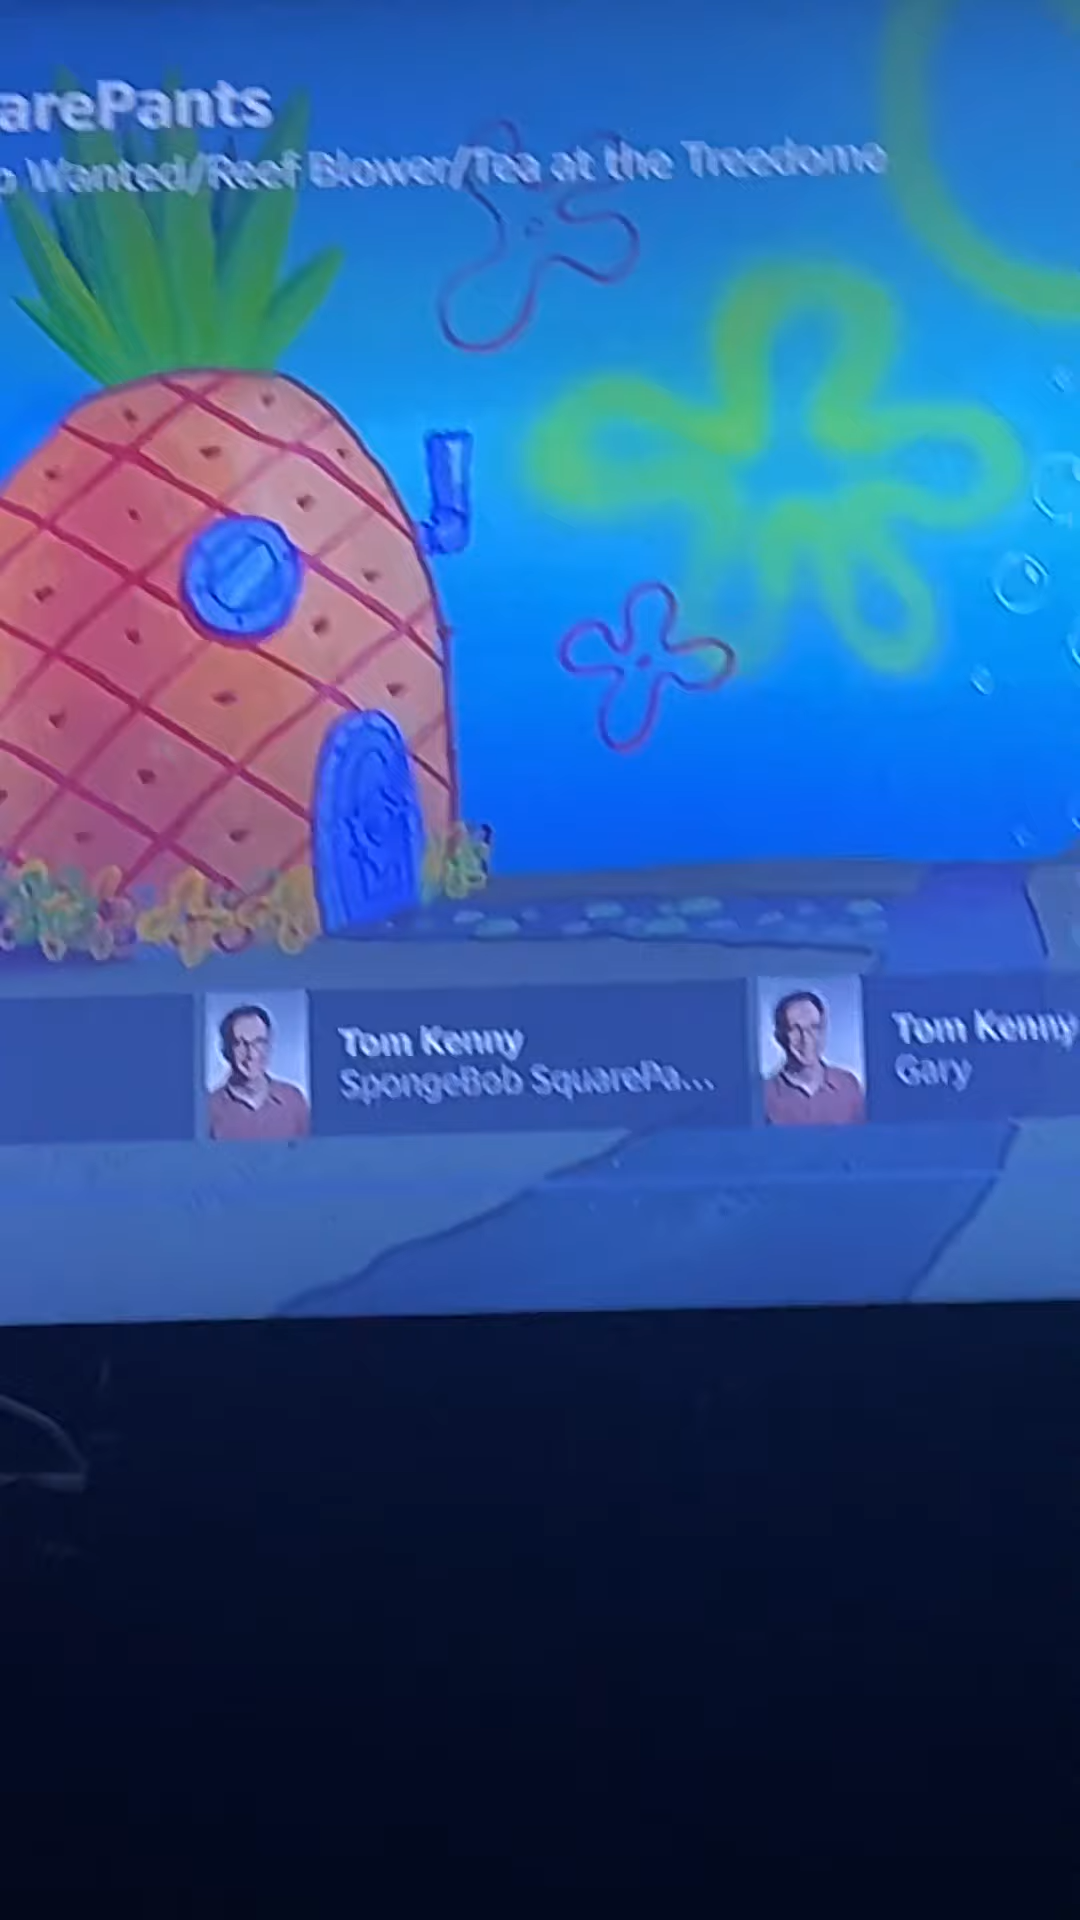 arePants
p Wanted/Reef Blower/Tea at the Treedome
Tom Kenny
SpongeBob SquarePa...
Tom Kenny
Gary